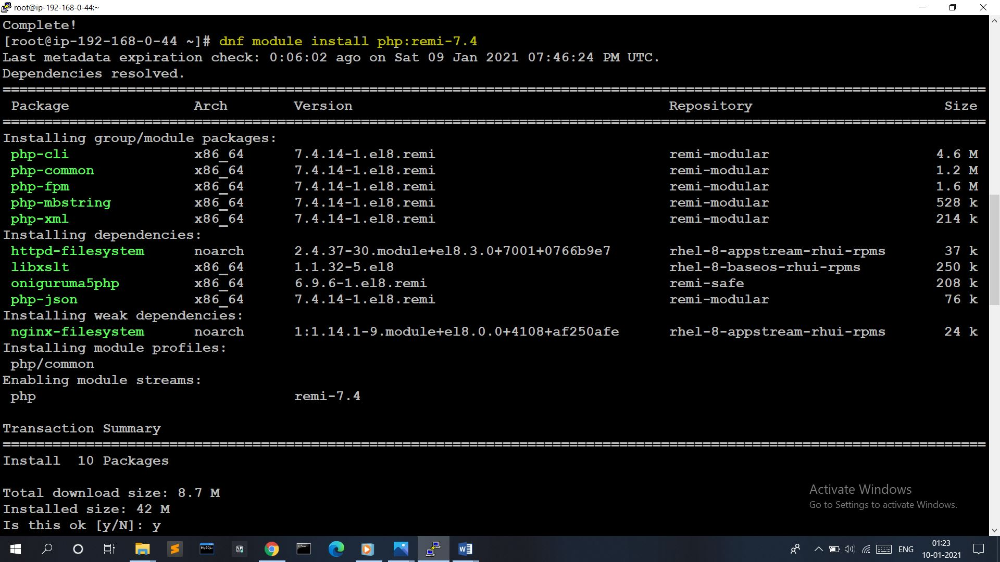 root@ip-192-168-0-44:~
Complete!
[root@ip-192-168-0-44 ~]# dnf module install php:remi-7.4
Last metadata expiration check: 0:06:02 ago on Sat 09 Jan 2021 07:46:24 PM UTC.
Dependencies resolved.
Package Arch Version Repository Size
Installing group/module packages:
php-cli x86_64 7.4.14-1.el8.remi remi-modular 4.6 M
php-common x86_64 7.4.14-1.el8.remi remi-modular 1.2 M
php-fpm x86_64 7.4.14-1.el8.remi remi-modular 1.6 M
php-mbstring x86_64 7.4.14-1.el8.remi remi-modular 528 k
php-xml x86_64 7.4.14-1.el8.remi remi-modular 214 k
Installing dependencies:
httpd-filesystem noarch 2.4.37-30.module+el8.3.0+7001+0766b9e7 rhel-8-appstream-rhui-rpms 37 k
libxslt x86_64 1.1.32-5.el8 rhel-8-baseos-rhui-rpms 250 k
oniguruma5php x86_64 6.9.6-1.el8.remi remi-safe 208 k
php-json x86_64 7.4.14-1.el8.remi remi-modular 76 k
Installing weak dependencies:
nginx-filesystem noarch 1:1.14.1-9.module+el8.0.0+4108+af250afe rhel-8-appstream-rhui-rpms 24 k
Installing module profiles:
php/common
Enabling module streams:
php remi-7.4
Transaction Summary
Install 10 Packages
Total download size: 8.7 M
Installed size: 42 M
Is this ok [y/N]: y
Activate Windows
Go to Settings to activate Windows.
MySQL
ENG
01:23
10-01-2021